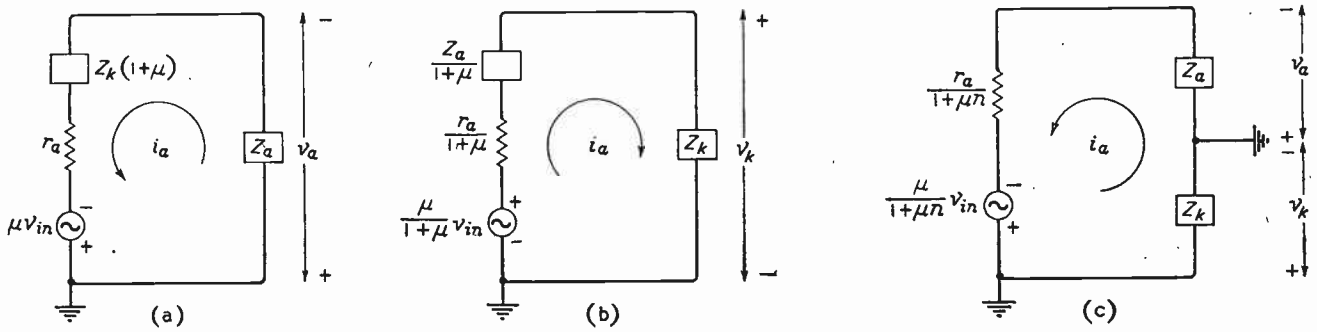 Z_k(1+μ)
r_a
μv_in
i_a
Z_a
v_a
−
+
−
+
(a)
Z_a/(1+μ)
r_a/(1+μ)
μ/(1+μ) v_in
i_a
Z_k
v_k
+
−
+
−
(b)
r_a/(1+μn)
μ/(1+μn) v_in
i_a
Z_a
Z_k
v_a
v_k
−
+
−
+
−
+
(c)